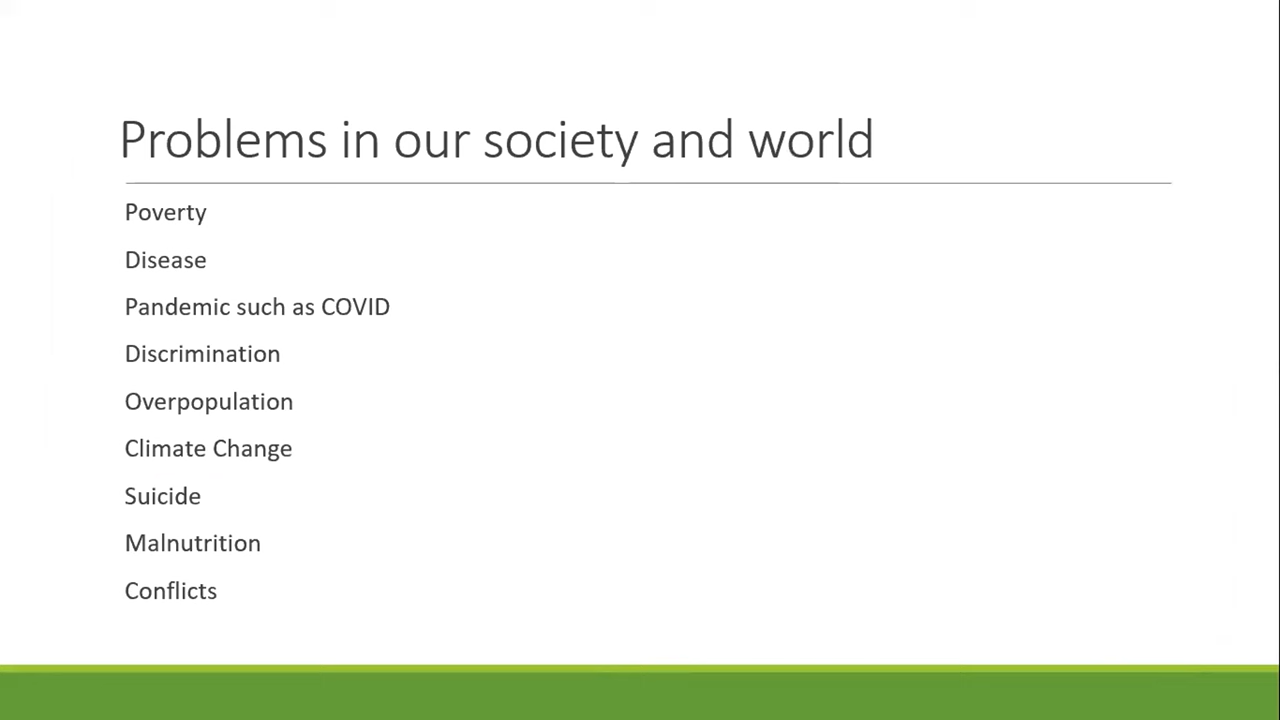 Problems in our society and world
Poverty
Disease
Pandemic such as COVID
Discrimination
Overpopulation
Climate Change
Suicide
Malnutrition
Conflicts